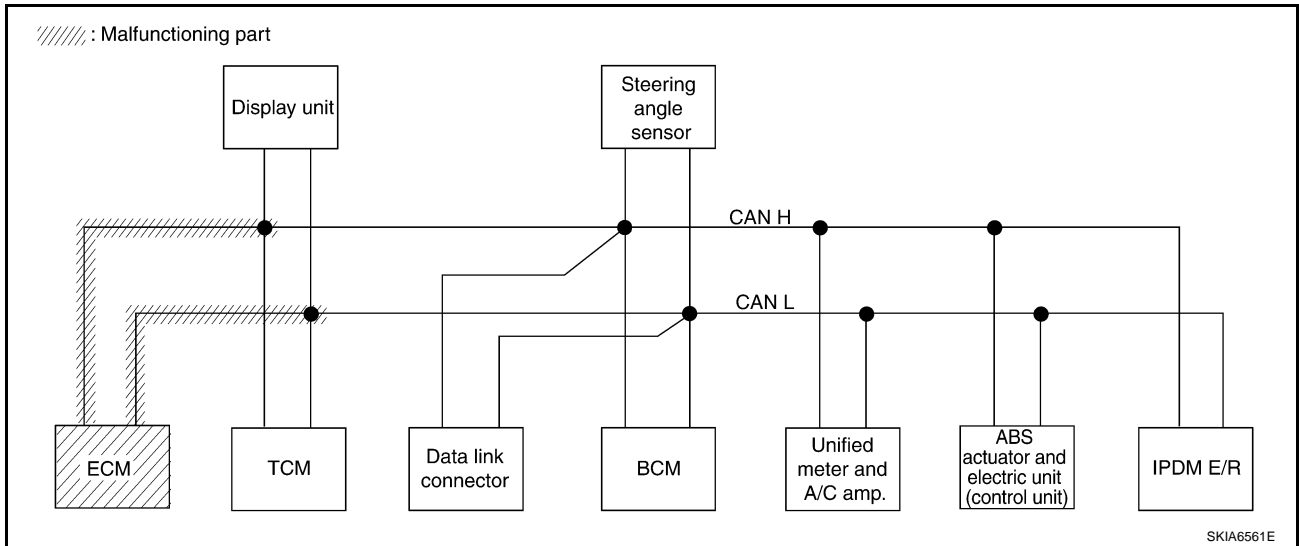 : Malfunctioning part
Display unit
Steering
angle
sensor
CAN H
CAN L
ECM
TCM
Data link
connector
BCM
Unified
meter and
A/C amp.
ABS
actuator and
electric unit
(control unit)
IPDM E/R
SKIA6561E